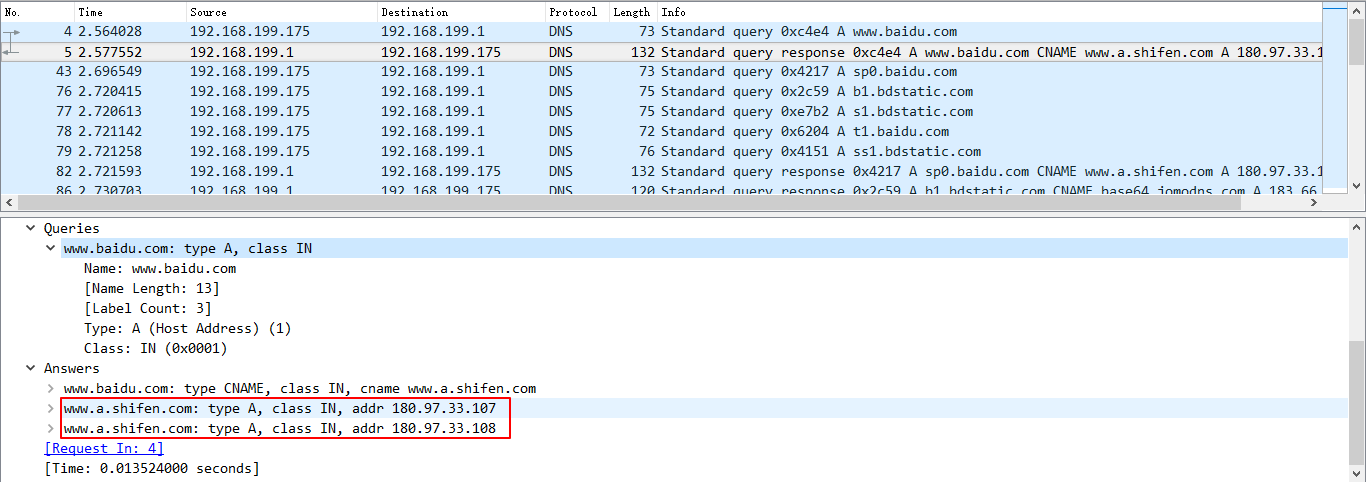 No. Time Source Destination Protocol Length Info
4 2.564028 192.168.199.175 192.168.199.1 DNS 73 Standard query 0xc4e4 A www.baidu.com
5 2.577552 192.168.199.1 192.168.199.175 DNS 132 Standard query response 0xc4e4 A www.baidu.com CNAME www.a.shifen.com A 180.97.33.1
43 2.696549 192.168.199.175 192.168.199.1 DNS 73 Standard query 0x4217 A sp0.baidu.com
76 2.720415 192.168.199.175 192.168.199.1 DNS 75 Standard query 0x2c59 A b1.bdstatic.com
77 2.720613 192.168.199.175 192.168.199.1 DNS 75 Standard query 0xe7b2 A s1.bdstatic.com
78 2.721142 192.168.199.175 192.168.199.1 DNS 72 Standard query 0x6204 A t1.baidu.com
79 2.721258 192.168.199.175 192.168.199.1 DNS 76 Standard query 0x4151 A ss1.bdstatic.com
82 2.721593 192.168.199.1 192.168.199.175 DNS 132 Standard query response 0x4217 A sp0.baidu.com CNAME www.a.shifen.com A 180.97.33.1
86 2.730703 192.168.199.1 192.168.199.175 DNS 120 Standard query response 0x2c59 A b1.bdstatic.com CNAME base64.jomodns.com A 183.66
Queries
www.baidu.com: type A, class IN
Name: www.baidu.com
[Name Length: 13]
[Label Count: 3]
Type: A (Host Address) (1)
Class: IN (0x0001)
Answers
www.baidu.com: type CNAME, class IN, cname www.a.shifen.com
www.a.shifen.com: type A, class IN, addr 180.97.33.107
www.a.shifen.com: type A, class IN, addr 180.97.33.108
[Request In: 4]
[Time: 0.013524000 seconds]